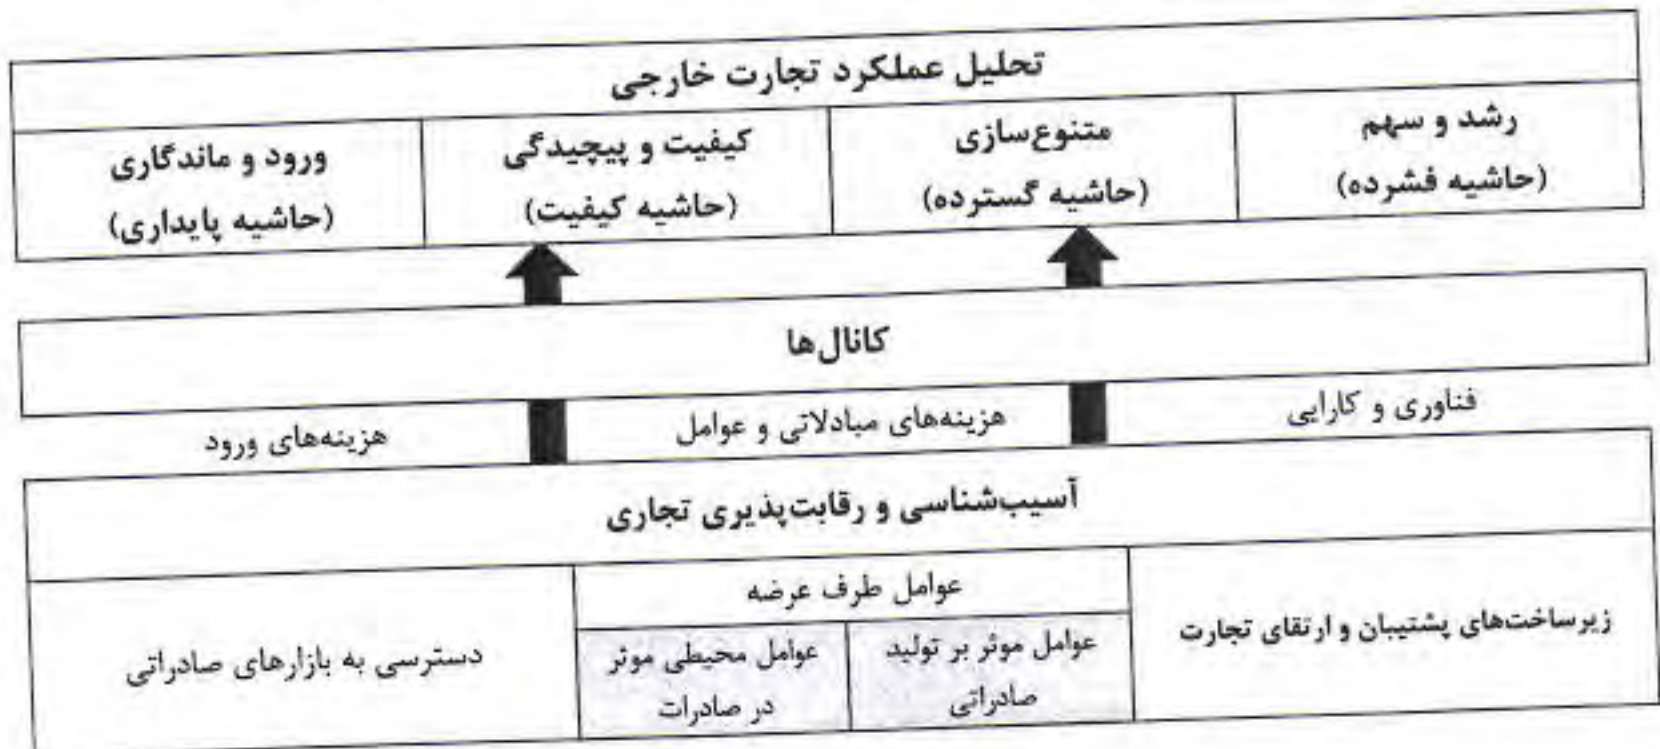 تحلیل عملکرد تجارت خارجی
رشد و سهم
(حاشیه فشرده)
متنوع‌سازی
(حاشیه گسترده)
کیفیت و پیچیدگی
(حاشیه کیفیت)
ورود و ماندگاری
(حاشیه پایداری)
کانال‌ها
فناوری و کارایی
هزینه‌های مبادلاتی و عوامل
هزینه‌های ورود
آسیب‌شناسی و رقابت‌پذیری تجاری
زیرساخت‌های پشتیبان و ارتقای تجارت
عوامل طرف عرضه
عوامل موثر بر تولید
صادراتی
عوامل محیطی موثر
در صادرات
دسترسی به بازارهای صادراتی